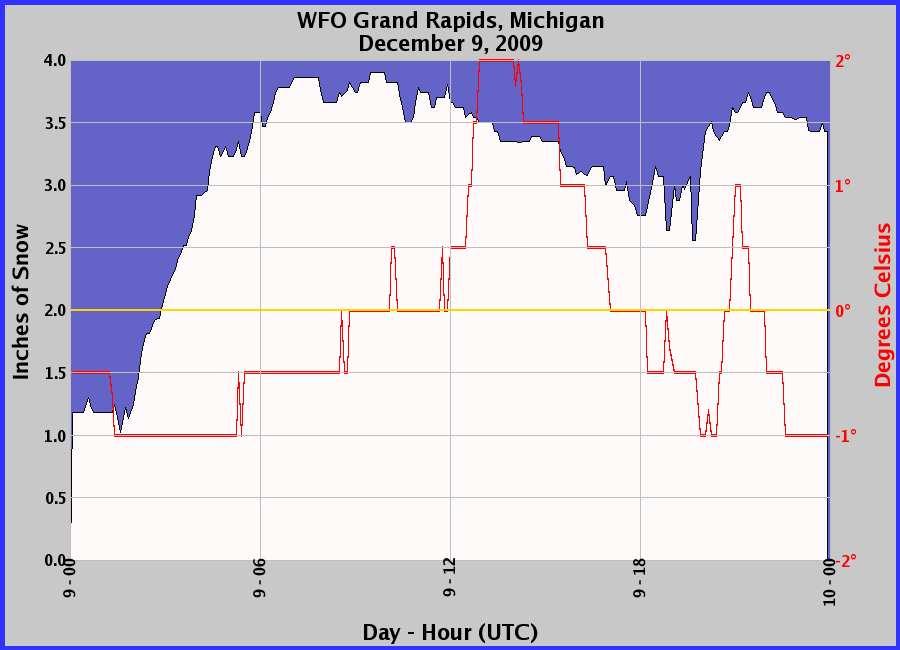 WFO Grand Rapids, Michigan
December 9, 2009
4.0
3.5
3.0
2.5
2.0
1.5
1.0
0.5
0.0
Inches of Snow
2°
1°
0°
-1°
-2°
Degrees Celsius
9 - 00
9 - 06
9 - 12
9 - 18
10 - 00
Day - Hour (UTC)